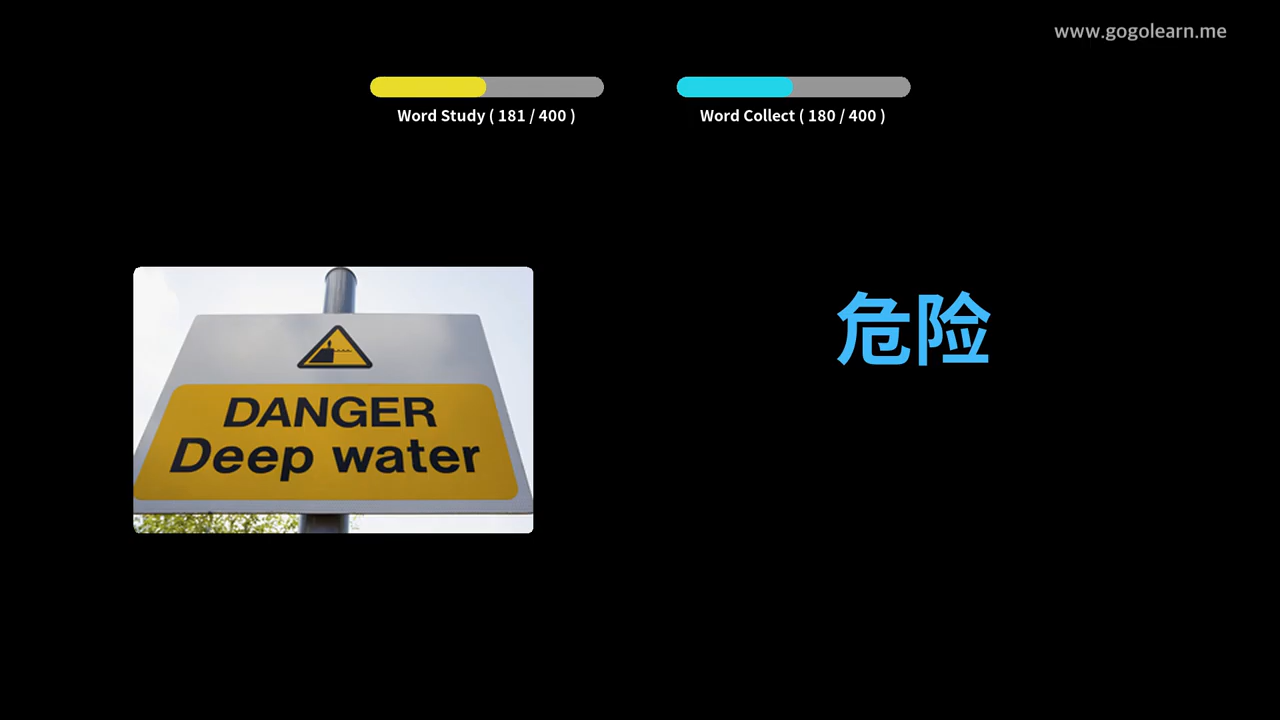 www.gogolearn.me
Word Study ( 181 / 400 )
Word Collect ( 180 / 400 )
危险
DANGER
Deep water